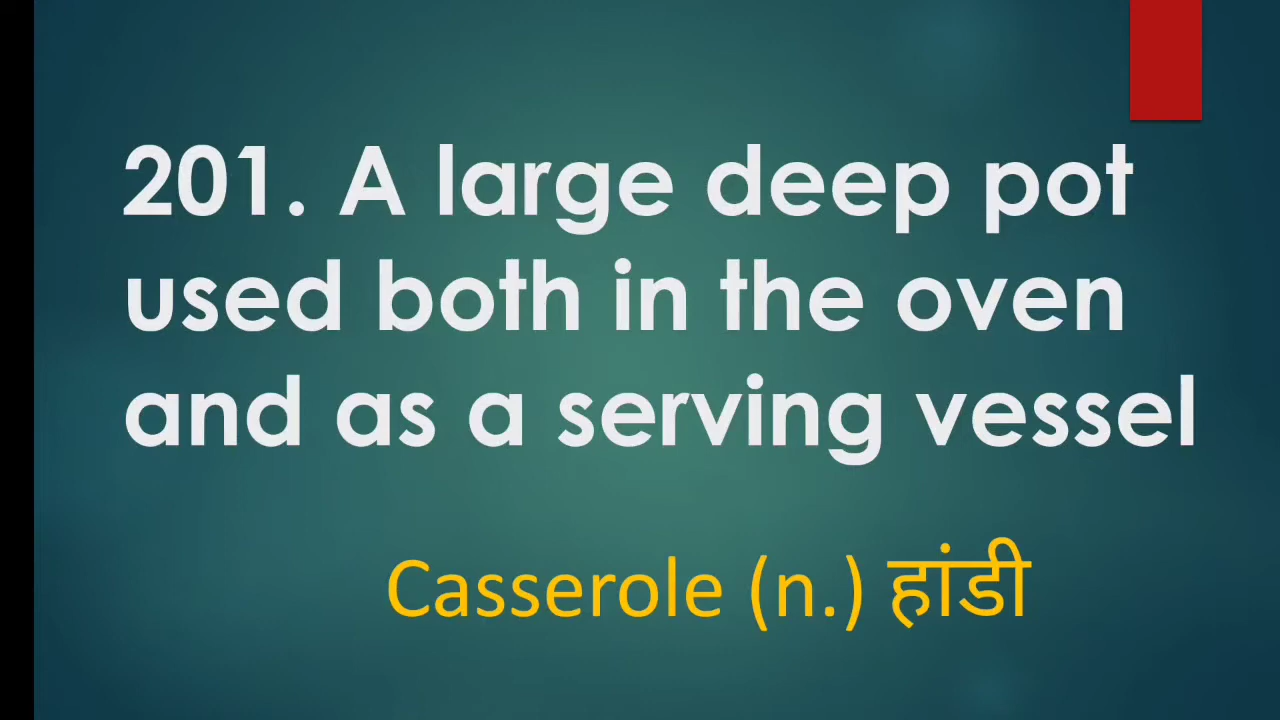 201. A large deep pot
used both in the oven
and as a serving vessel
Casserole (n.) हांडी